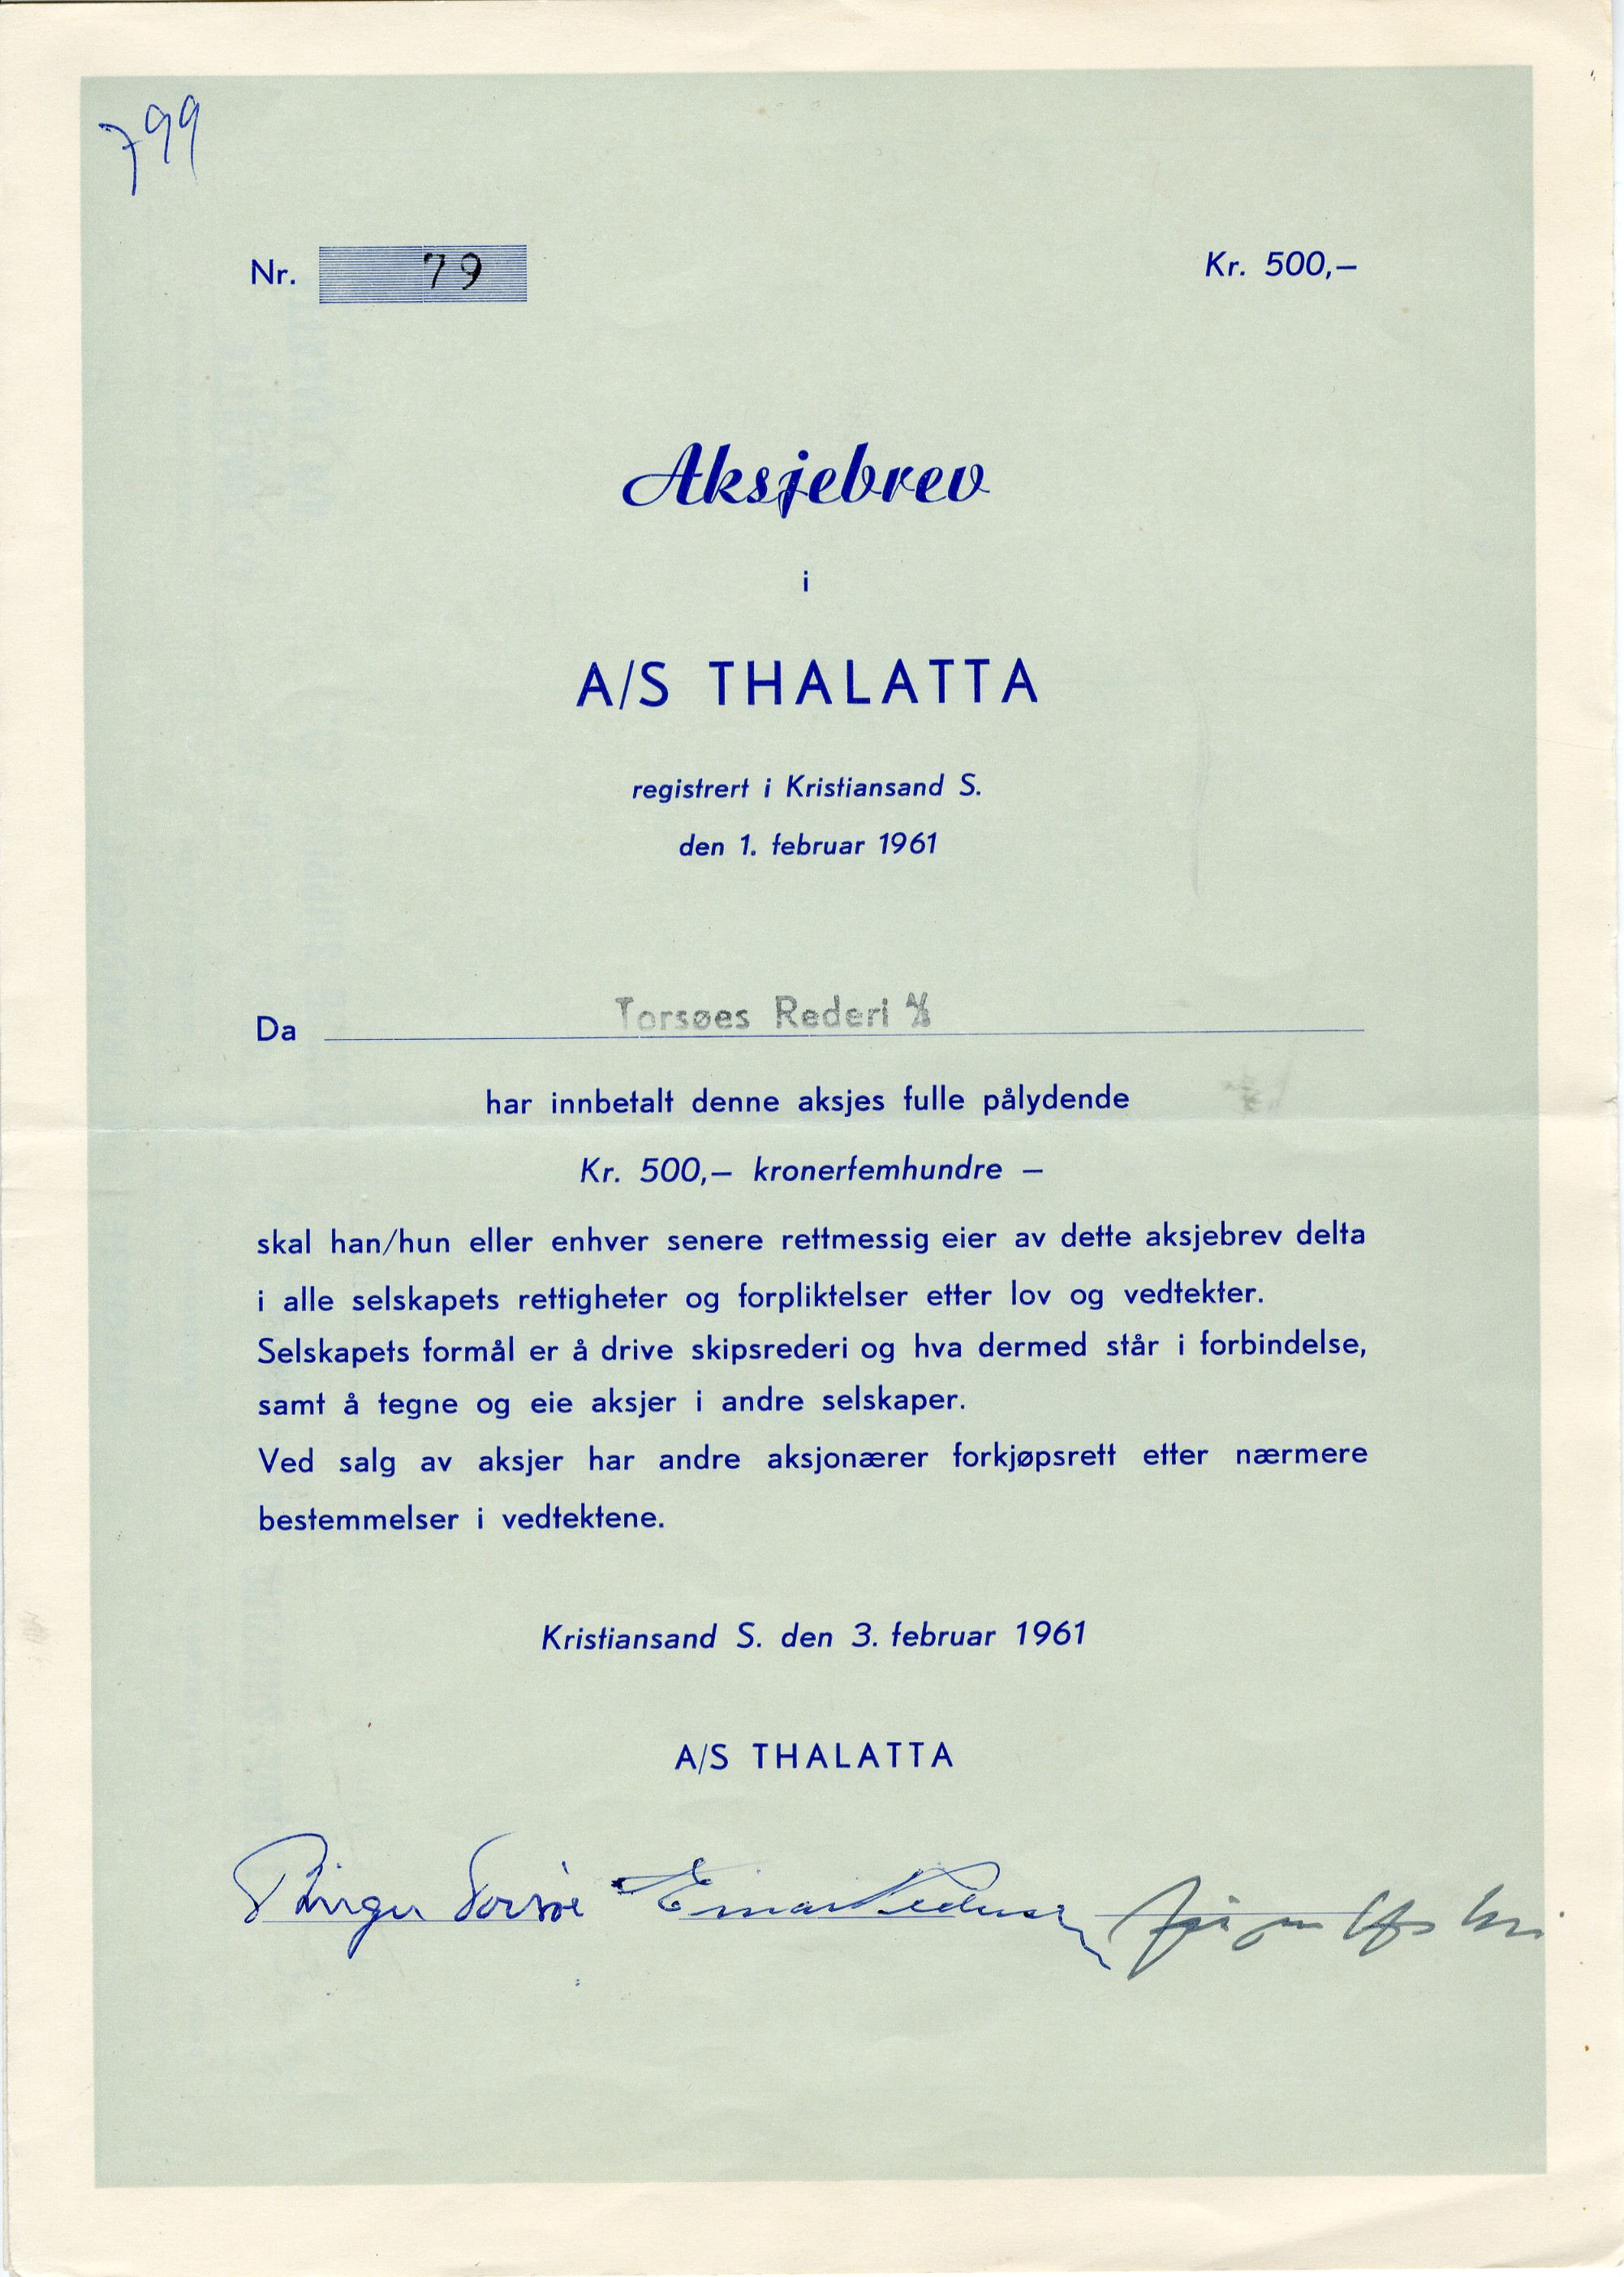 799
Nr. 79
Kr. 500,–
Aksjebrev
i
A/S THALATTA
registrert i Kristiansand S.
den 1. februar 1961
Da Torsøes Rederi A/S
har innbetalt denne aksjes fulle pålydende
Kr. 500,– kronerfemhundre –
skal han/hun eller enhver senere rettmessig eier av dette aksjebrev delta
i alle selskapets rettigheter og forpliktelser etter lov og vedtekter.
Selskapets formål er å drive skipsrederi og hva dermed står i forbindelse,
samt å tegne og eie aksjer i andre selskaper.
Ved salg av aksjer har andre aksjonærer forkjøpsrett etter nærmere
bestemmelser i vedtektene.
Kristiansand S. den 3. februar 1961
A/S THALATTA
Birger Torsøe Einar